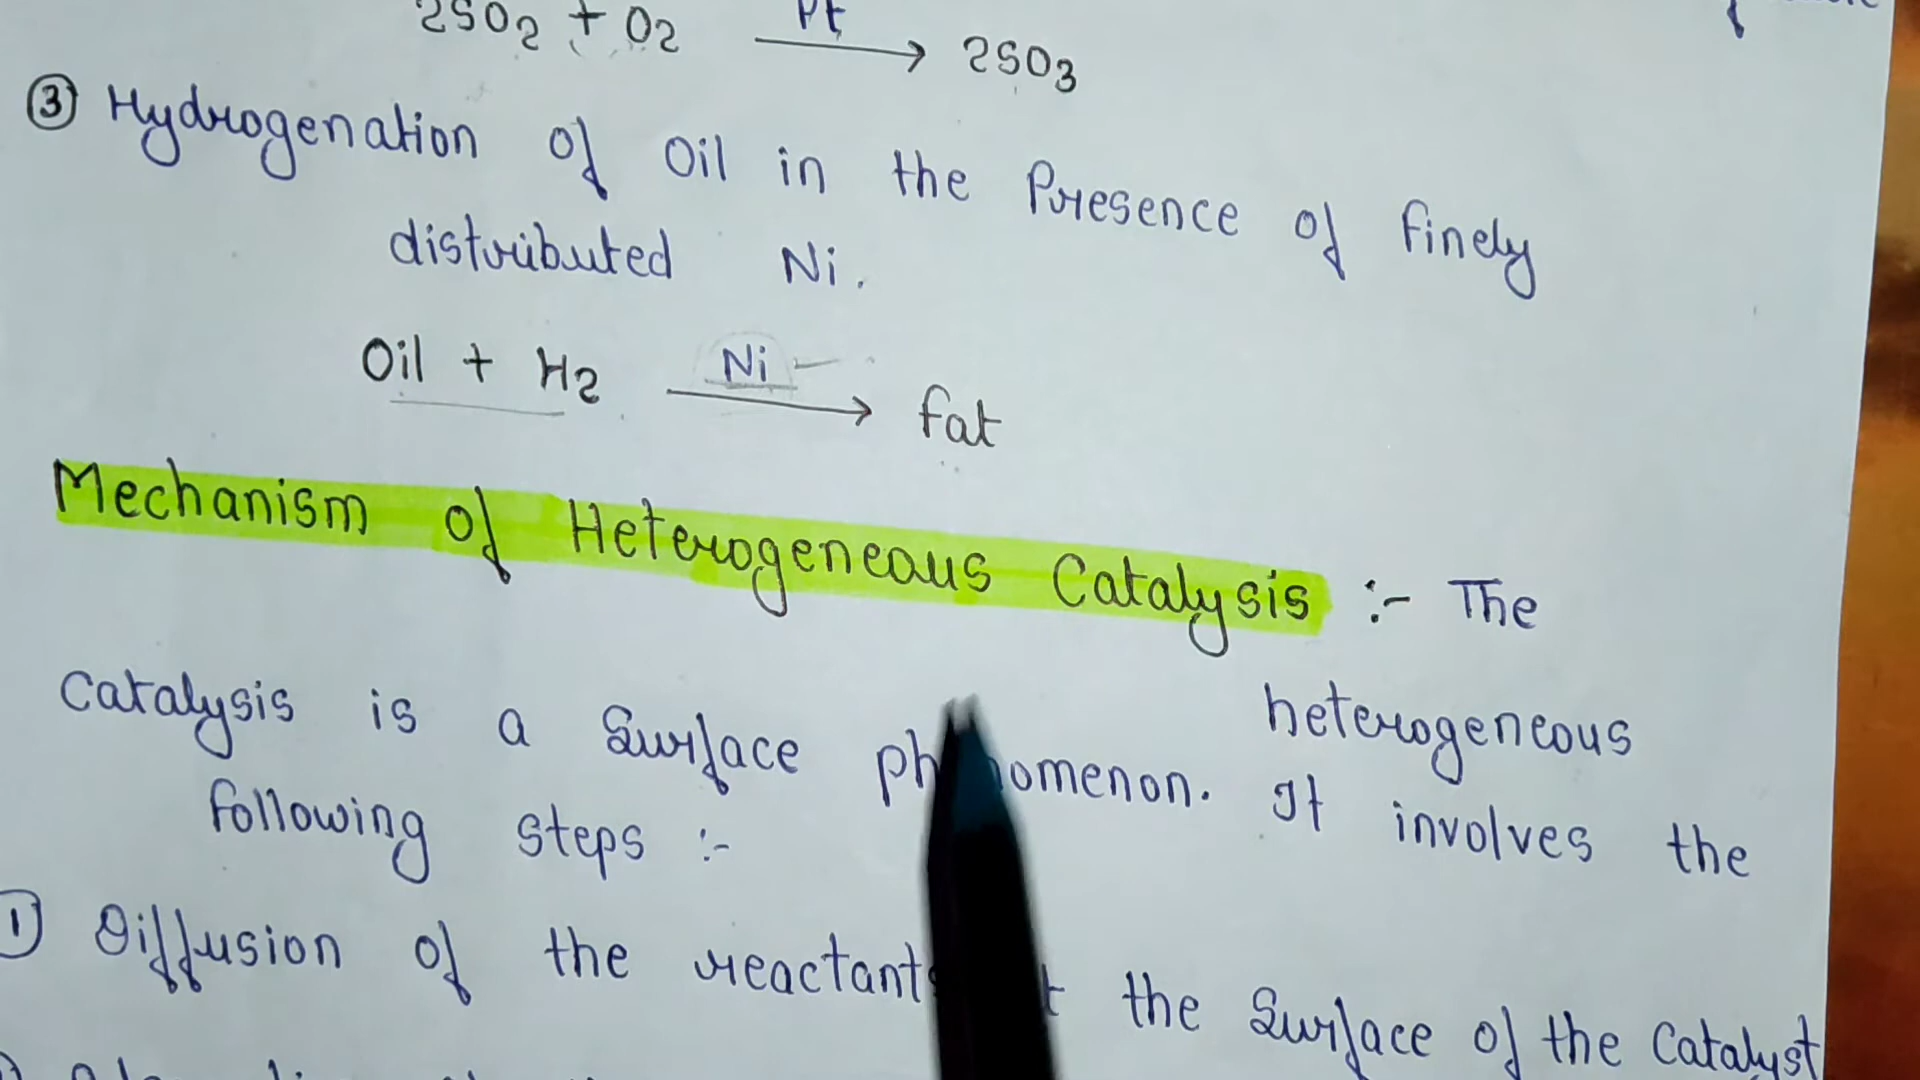 2SO2 + O2 Pt → 2SO3
③ Hydrogenation of Oil in the Presence of finely
distributed Ni.
Oil + H2 Ni → fat
Mechanism of Heterogeneous Catalysis :- The heterogeneous
Catalysis is a Surface phenomenon. It involves the
following steps :-
① Diffusion of the reactants the Surface of the Catalyst